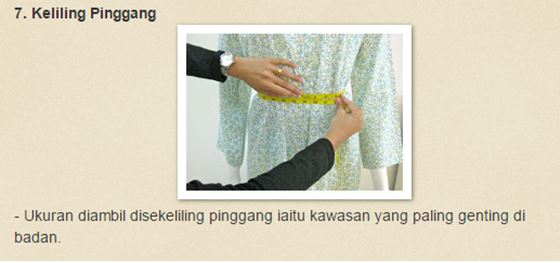 7. Keliling Pinggang
- Ukuran diambil disekeliling pinggang iaitu kawasan yang paling genting di
badan.